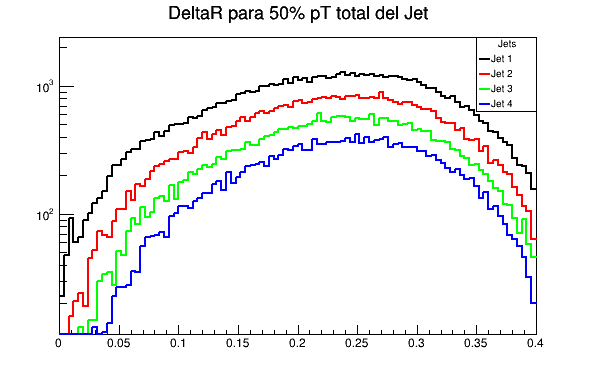 DeltaR para 50% pT total del Jet
Jets
Jet 1
Jet 2
Jet 3
Jet 4
10³
10²
0 0.05 0.1 0.15 0.2 0.25 0.3 0.35 0.4